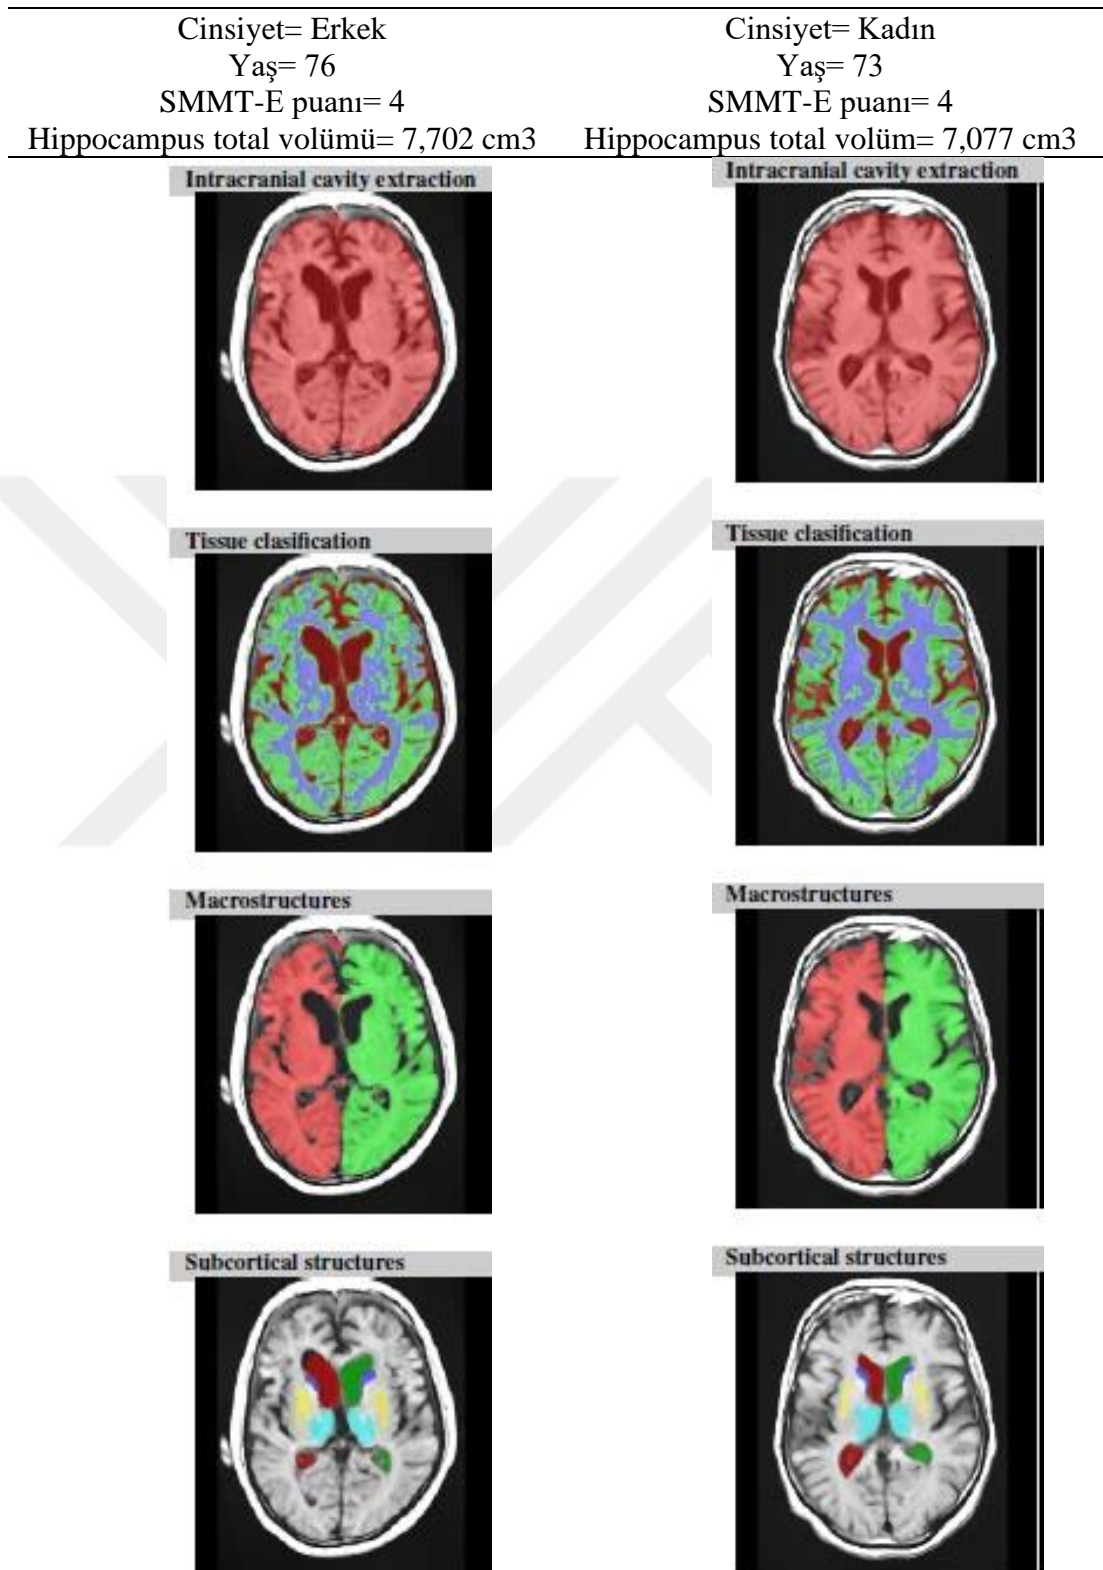 Cinsiyet= Erkek
Yaş= 76
SMMT-E puanı= 4
Hippocampus total volümü= 7,702 cm3
Cinsiyet= Kadın
Yaş= 73
SMMT-E puanı= 4
Hippocampus total volüm= 7,077 cm3
Intracranial cavity extraction
Intracranial cavity extraction
Tissue clasification
Tissue clasification
Macrostructures
Macrostructures
Subcortical structures
Subcortical structures